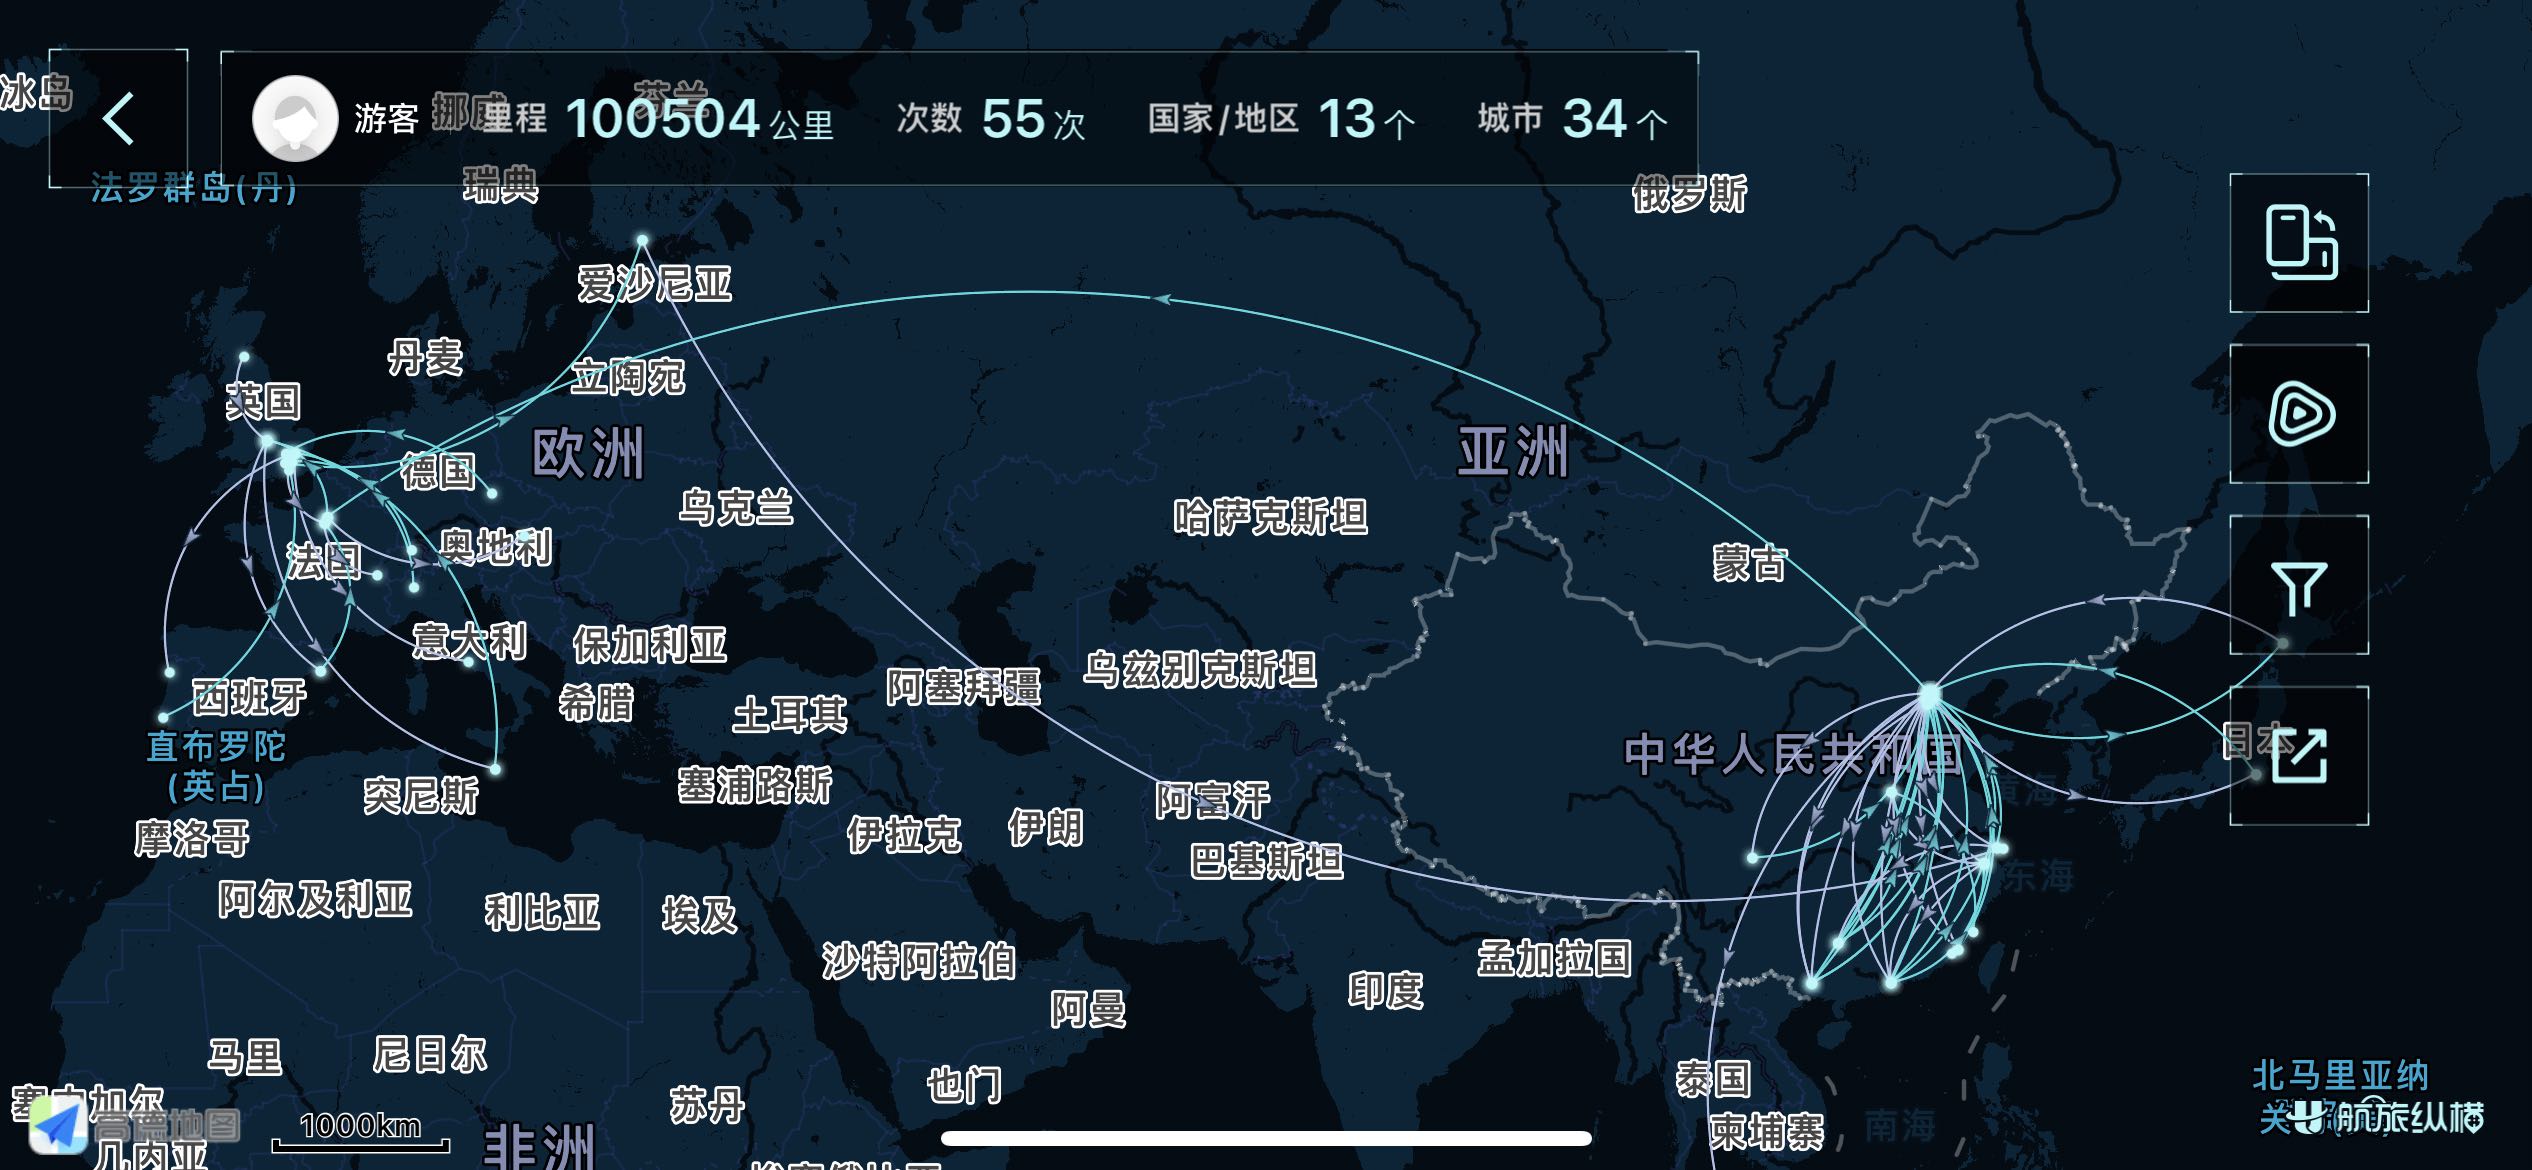 冰岛
游客
挪威
里程 100504 公里
芬兰
次数 55 次
国家/地区 13 个
城市 34 个
法罗群岛(丹)
瑞典
俄罗斯
爱沙尼亚
丹麦
立陶宛
英国
欧洲
亚洲
德国
乌克兰
哈萨克斯坦
法国
奥地利
蒙古
意大利
保加利亚
乌兹别克斯坦
阿塞拜疆
西班牙
希腊
土耳其
直布罗陀
(英占)
中华人民共和国
日本
突尼斯
塞浦路斯
阿富汗
黄海
摩洛哥
伊拉克
伊朗
巴基斯坦
东海
阿尔及利亚
利比亚
埃及
沙特阿拉伯
孟加拉国
阿曼
印度
马里
尼日尔
也门
泰国
北马里亚纳
苏丹
高德地图
1000km
非洲
柬埔寨
南海
航旅纵横
几内亚